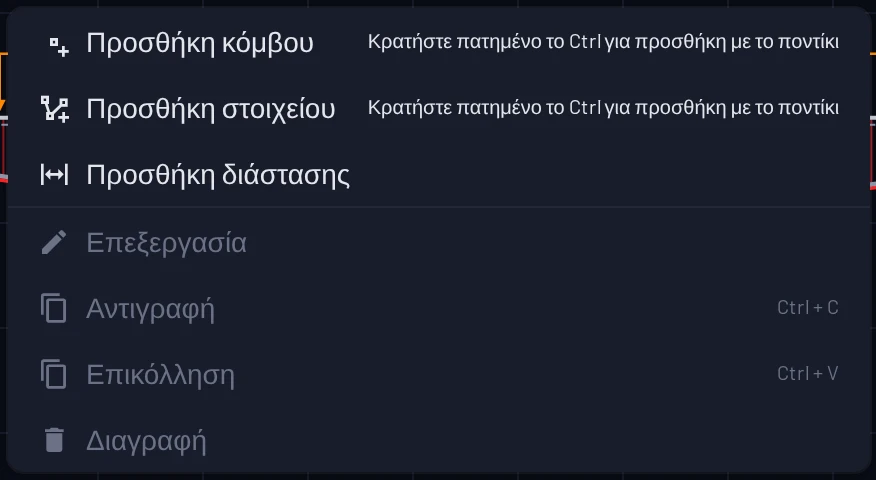 Προσθήκη κόμβου Κρατήστε πατημένο το Ctrl για προσθήκη με το ποντίκι
Προσθήκη στοιχείου Κρατήστε πατημένο το Ctrl για προσθήκη με το ποντίκι
Προσθήκη διάστασης
Επεξεργασία
Αντιγραφή Ctrl + C
Επικόλληση Ctrl + V
Διαγραφή